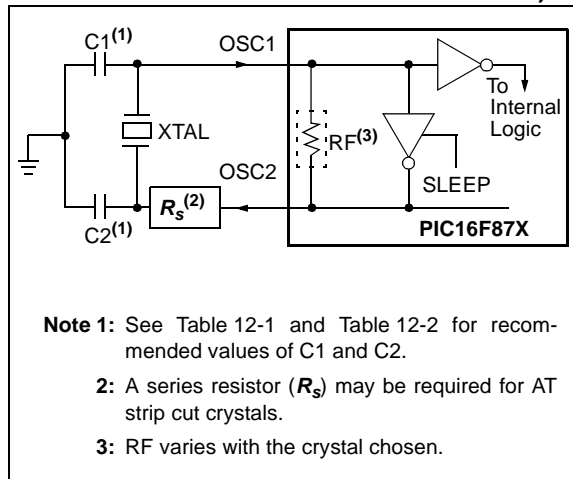 C1(1)
OSC1
To
Internal
Logic
XTAL
RF(3)
OSC2
SLEEP
Rs(2)
C2(1)
PIC16F87X
Note 1: See Table 12-1 and Table 12-2 for recom-
mended values of C1 and C2.
2: A series resistor (Rs) may be required for AT
strip cut crystals.
3: RF varies with the crystal chosen.